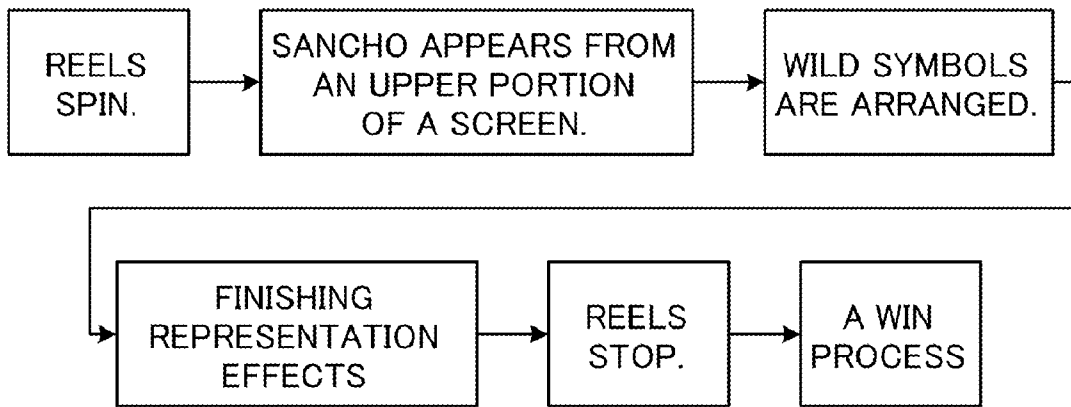 REELS
SPIN.
SANCHO APPEARS FROM
AN UPPER PORTION
OF A SCREEN.
WILD SYMBOLS
ARE ARRANGED.
FINISHING
REPRESENTATION
EFFECTS
REELS
STOP.
A WIN
PROCESS